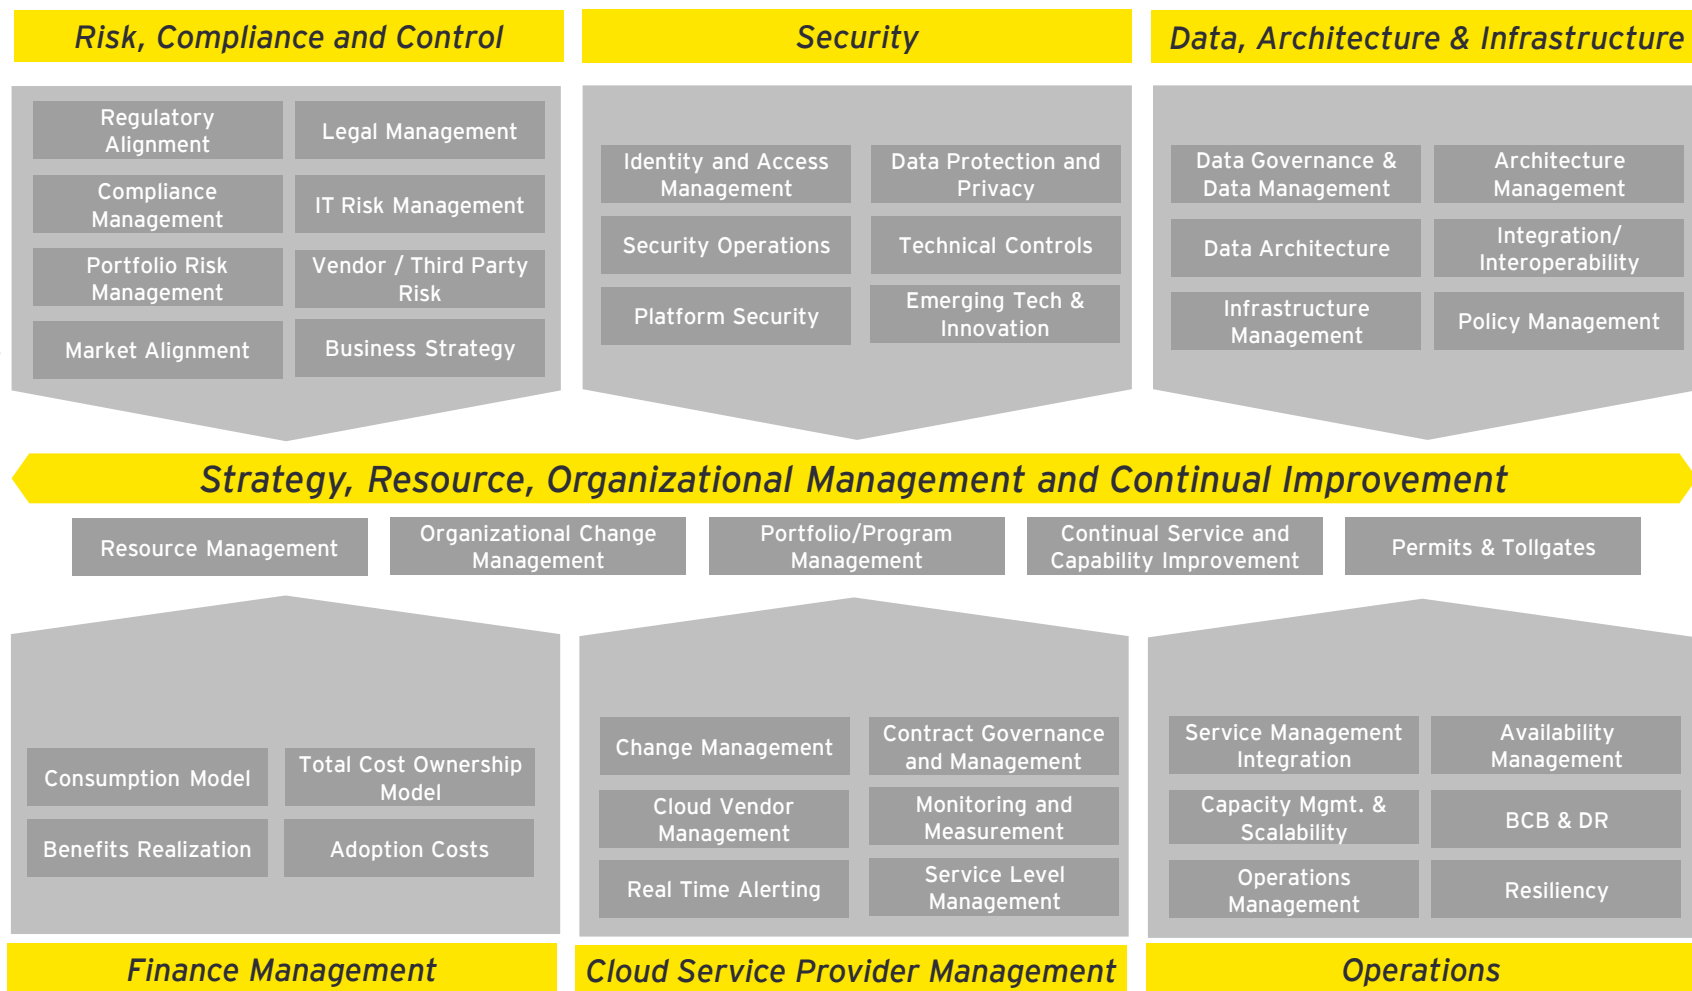 Risk, Compliance and Control
Security
Data, Architecture & Infrastructure
Regulatory
Alignment
Legal Management
Compliance
Management
IT Risk Management
Portfolio Risk
Management
Vendor / Third Party
Risk
Market Alignment
Business Strategy
Identity and Access
Management
Data Protection and
Privacy
Security Operations
Technical Controls
Platform Security
Emerging Tech &
Innovation
Data Governance &
Data Management
Architecture
Management
Data Architecture
Integration/
Interoperability
Infrastructure
Management
Policy Management
Strategy, Resource, Organizational Management and Continual Improvement
Resource Management
Organizational Change
Management
Portfolio/Program
Management
Continual Service and
Capability Improvement
Permits & Tollgates
Consumption Model
Total Cost Ownership
Model
Benefits Realization
Adoption Costs
Change Management
Contract Governance
and Management
Cloud Vendor
Management
Monitoring and
Measurement
Real Time Alerting
Service Level
Management
Service Management
Integration
Availability
Management
Capacity Mgmt. &
Scalability
BCB & DR
Operations
Management
Resiliency
Finance Management
Cloud Service Provider Management
Operations